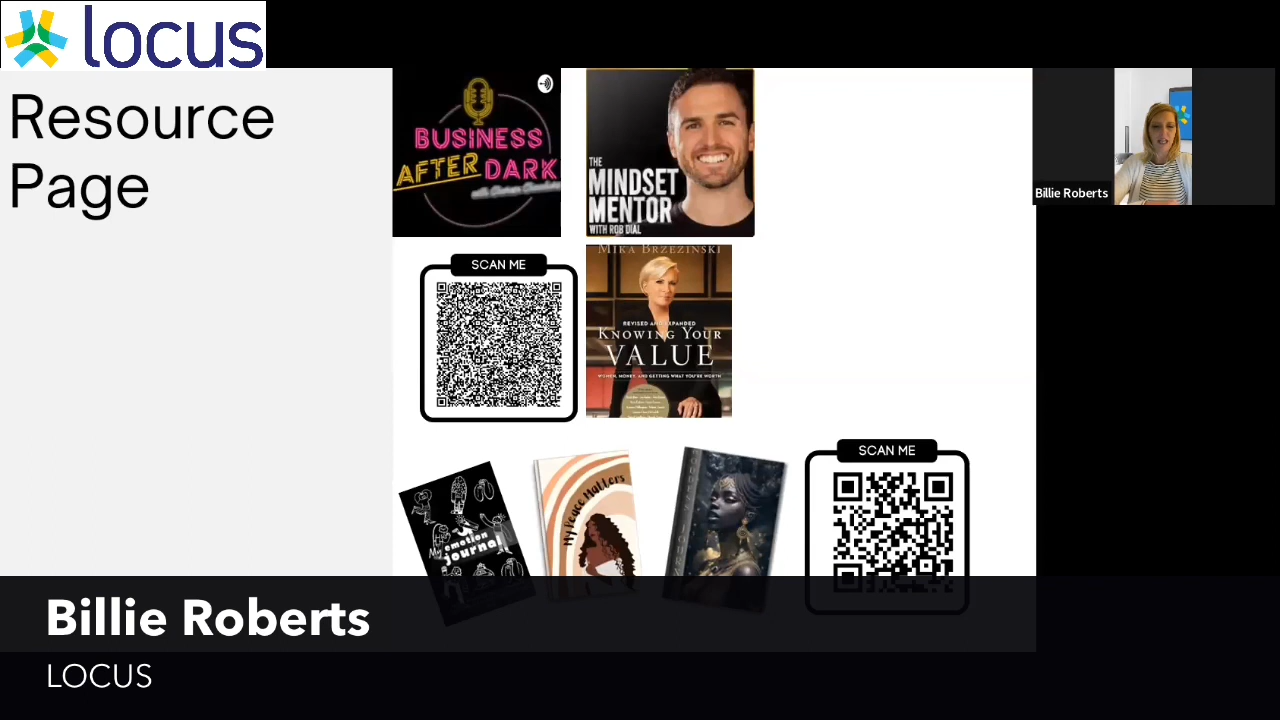 locus
Resource
Page
BUSINESS
AFTER DARK
THE
MINDSET
MENTOR
WITH ROB DIAL
Billie Roberts
SCAN ME
MIKA BRZEZINSKI
REVISED AND EXPANDED
KNOWING YOUR
VALUE
WOMEN, MONEY, AND GETTING WHAT YOU'RE WORTH
SCAN ME
My emotion
journal
My Peace Matters
Billie Roberts
LOCUS